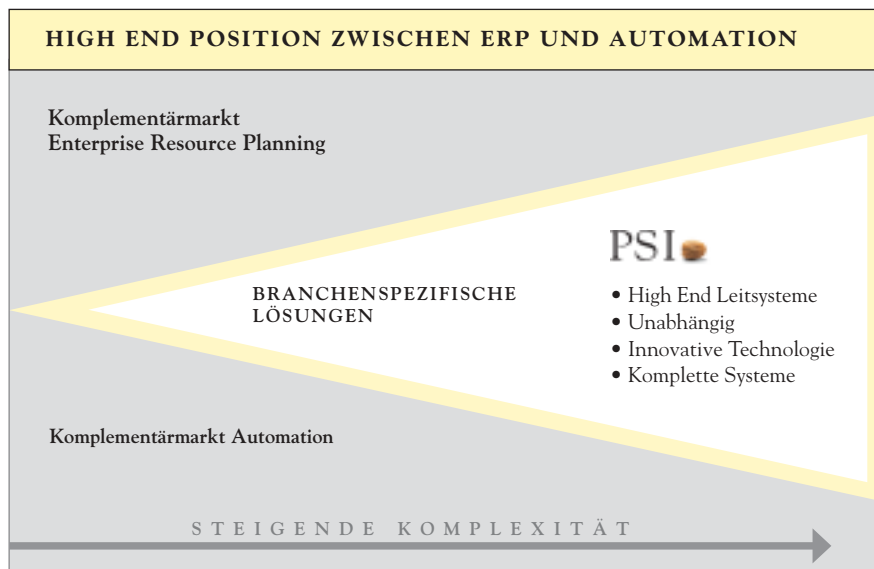 HIGH END POSITION ZWISCHEN ERP UND AUTOMATION
Komplementärmarkt
Enterprise Resource Planning
PSI
BRANCHENSPEZIFISCHE
LÖSUNGEN
• High End Leitsysteme
• Unabhängig
• Innovative Technologie
• Komplette Systeme
Komplementärmarkt Automation
STEIGENDE KOMPLEXITÄT